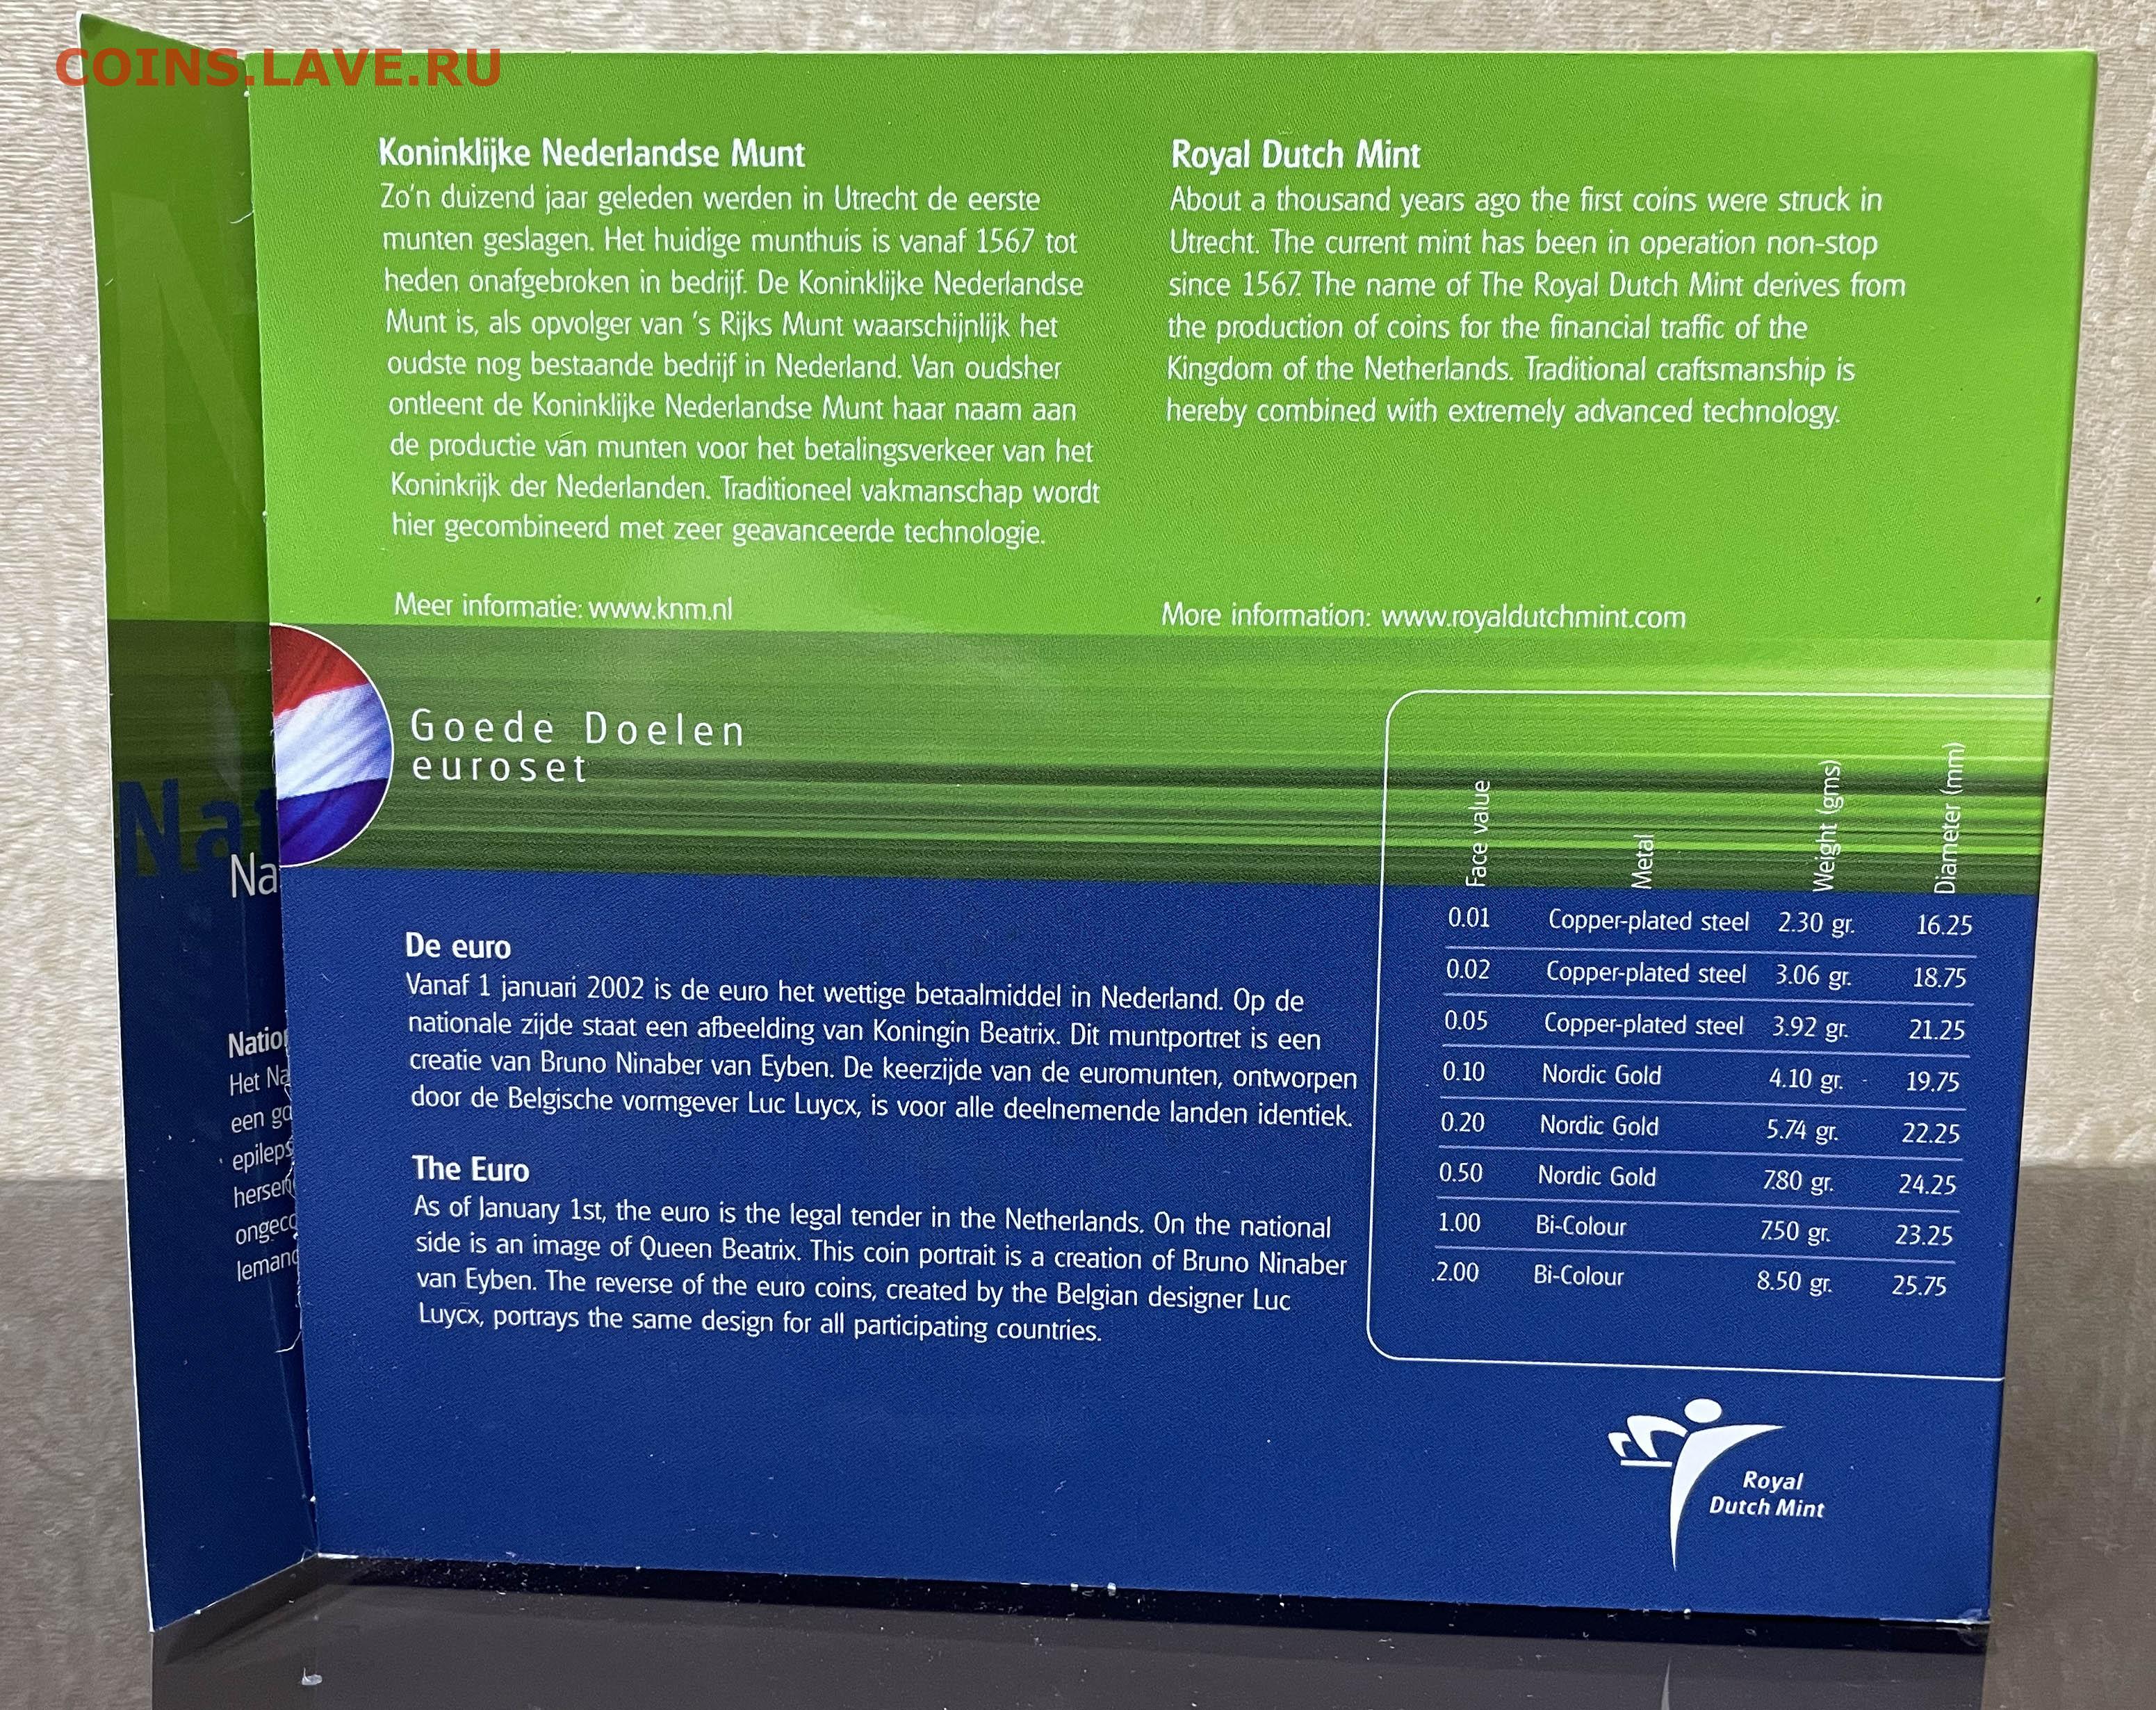 COINS.LAVE.RU
Koninklijke Nederlandse Munt
Zo'n duizend jaar geleden werden in Utrecht de eerste
munten geslagen. Het huidige munthuis is vanaf 1567 tot
heden onafgebroken in bedrijf. De Koninklijke Nederlandse
Munt is, als opvolger van 's Rijks Munt waarschijnlijk het
oudste nog bestaande bedrijf in Nederland. Van oudsher
ontleent de Koninklijke Nederlandse Munt haar naam aan
de productie van munten voor het betalingsverkeer van het
Koninkrijk der Nederlanden. Traditioneel vakmanschap wordt
hier gecombineerd met zeer geavanceerde technologie.
Meer informatie: www.knm.nl
Royal Dutch Mint
About a thousand years ago the first coins were struck in
Utrecht. The current mint has been in operation non-stop
since 1567. The name of The Royal Dutch Mint derives from
the production of coins for the financial traffic of the
Kingdom of the Netherlands. Traditional craftsmanship is
hereby combined with extremely advanced technology.
More information: www.royaldutchmint.com
Goede Doelen
euroset
De euro
Vanaf 1 januari 2002 is de euro het wettige betaalmiddel in Nederland. Op de
nationale zijde staat een afbeelding van Koningin Beatrix. Dit muntportret is een
creatie van Bruno Ninaber van Eyben. De keerzijde van de euromunten, ontworpen
door de Belgische vormgever Luc Luycx, is voor alle deelnemende landen identiek.
The Euro
As of January 1st, the euro is the legal tender in the Netherlands. On the national
side is an image of Queen Beatrix. This coin portrait is a creation of Bruno Ninaber
van Eyben. The reverse of the euro coins, created by the Belgian designer Luc
Luycx, portrays the same design for all participating countries.
Face value Metal Weight (gms) Diameter (mm)
0.01 Copper-plated steel 2.30 gr. 16.25
0.02 Copper-plated steel 3.06 gr. 18.75
0.05 Copper-plated steel 3.92 gr. 21.25
0.10 Nordic Gold 4.10 gr. 19.75
0.20 Nordic Gold 5.74 gr. 22.25
0.50 Nordic Gold 7.80 gr. 24.25
1.00 Bi-Colour 7.50 gr. 23.25
2.00 Bi-Colour 8.50 gr. 25.75
Royal
Dutch Mint
N
Nat
Na
Natio
Het Na
een go
epileps
hersen
ongeco
Iemand